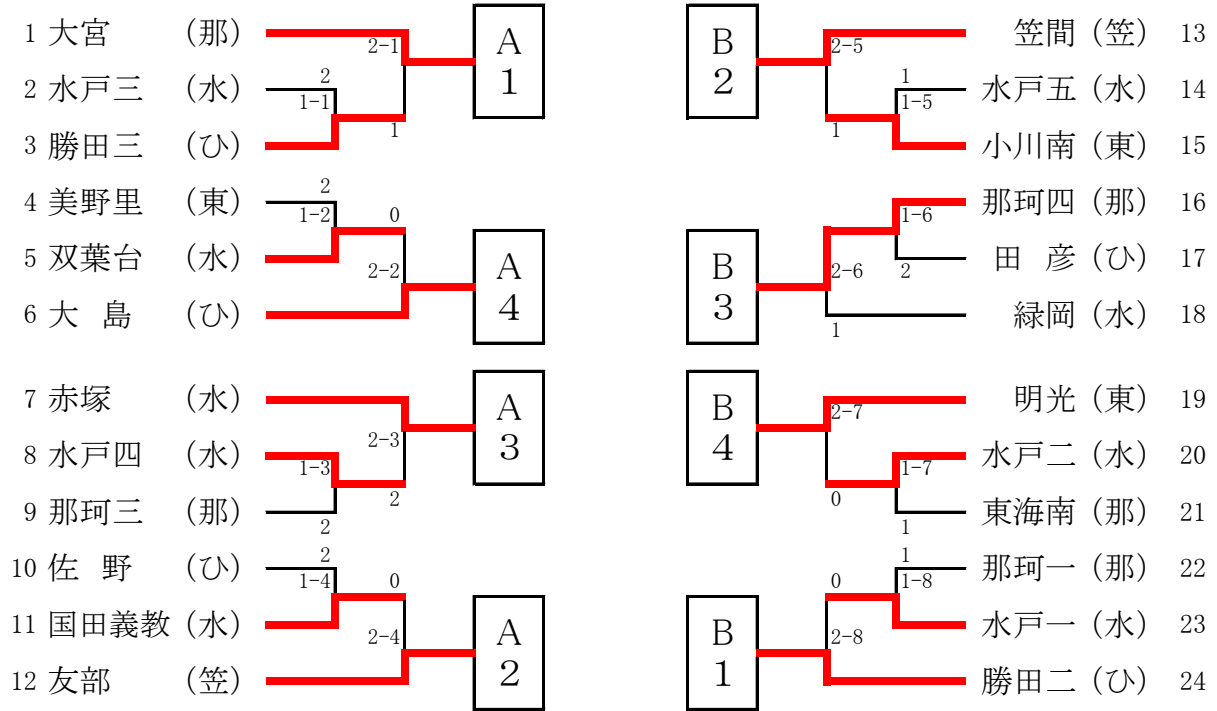 1 大宮 (那)
2-1
A
1
2
2 水戸三 (水)
1-1
3 勝田三 (ひ)
1
4 美野里 (東)
2
1-2
0
5 双葉台 (水)
2-2
A
4
6 大 島 (ひ)
7 赤塚 (水)
2-3
A
3
8 水戸四 (水)
1-3
9 那珂三 (那)
2
2
10 佐 野 (ひ)
2
1-4
0
11 国田義教 (水)
2-4
A
2
12 友部 (笠)
B
2
2-5
笠間 (笠) 13
1
水戸五 (水) 14
1-5
1
小川南 (東) 15
那珂四 (那) 16
1-6
B
3
2-6
2
田 彦 (ひ) 17
1
緑岡 (水) 18
B
4
2-7
明光 (東) 19
水戸二 (水) 20
1-7
0
1
東海南 (那) 21
1
那珂一 (那) 22
0
1-8
水戸一 (水) 23
B
1
2-8
勝田二 (ひ) 24